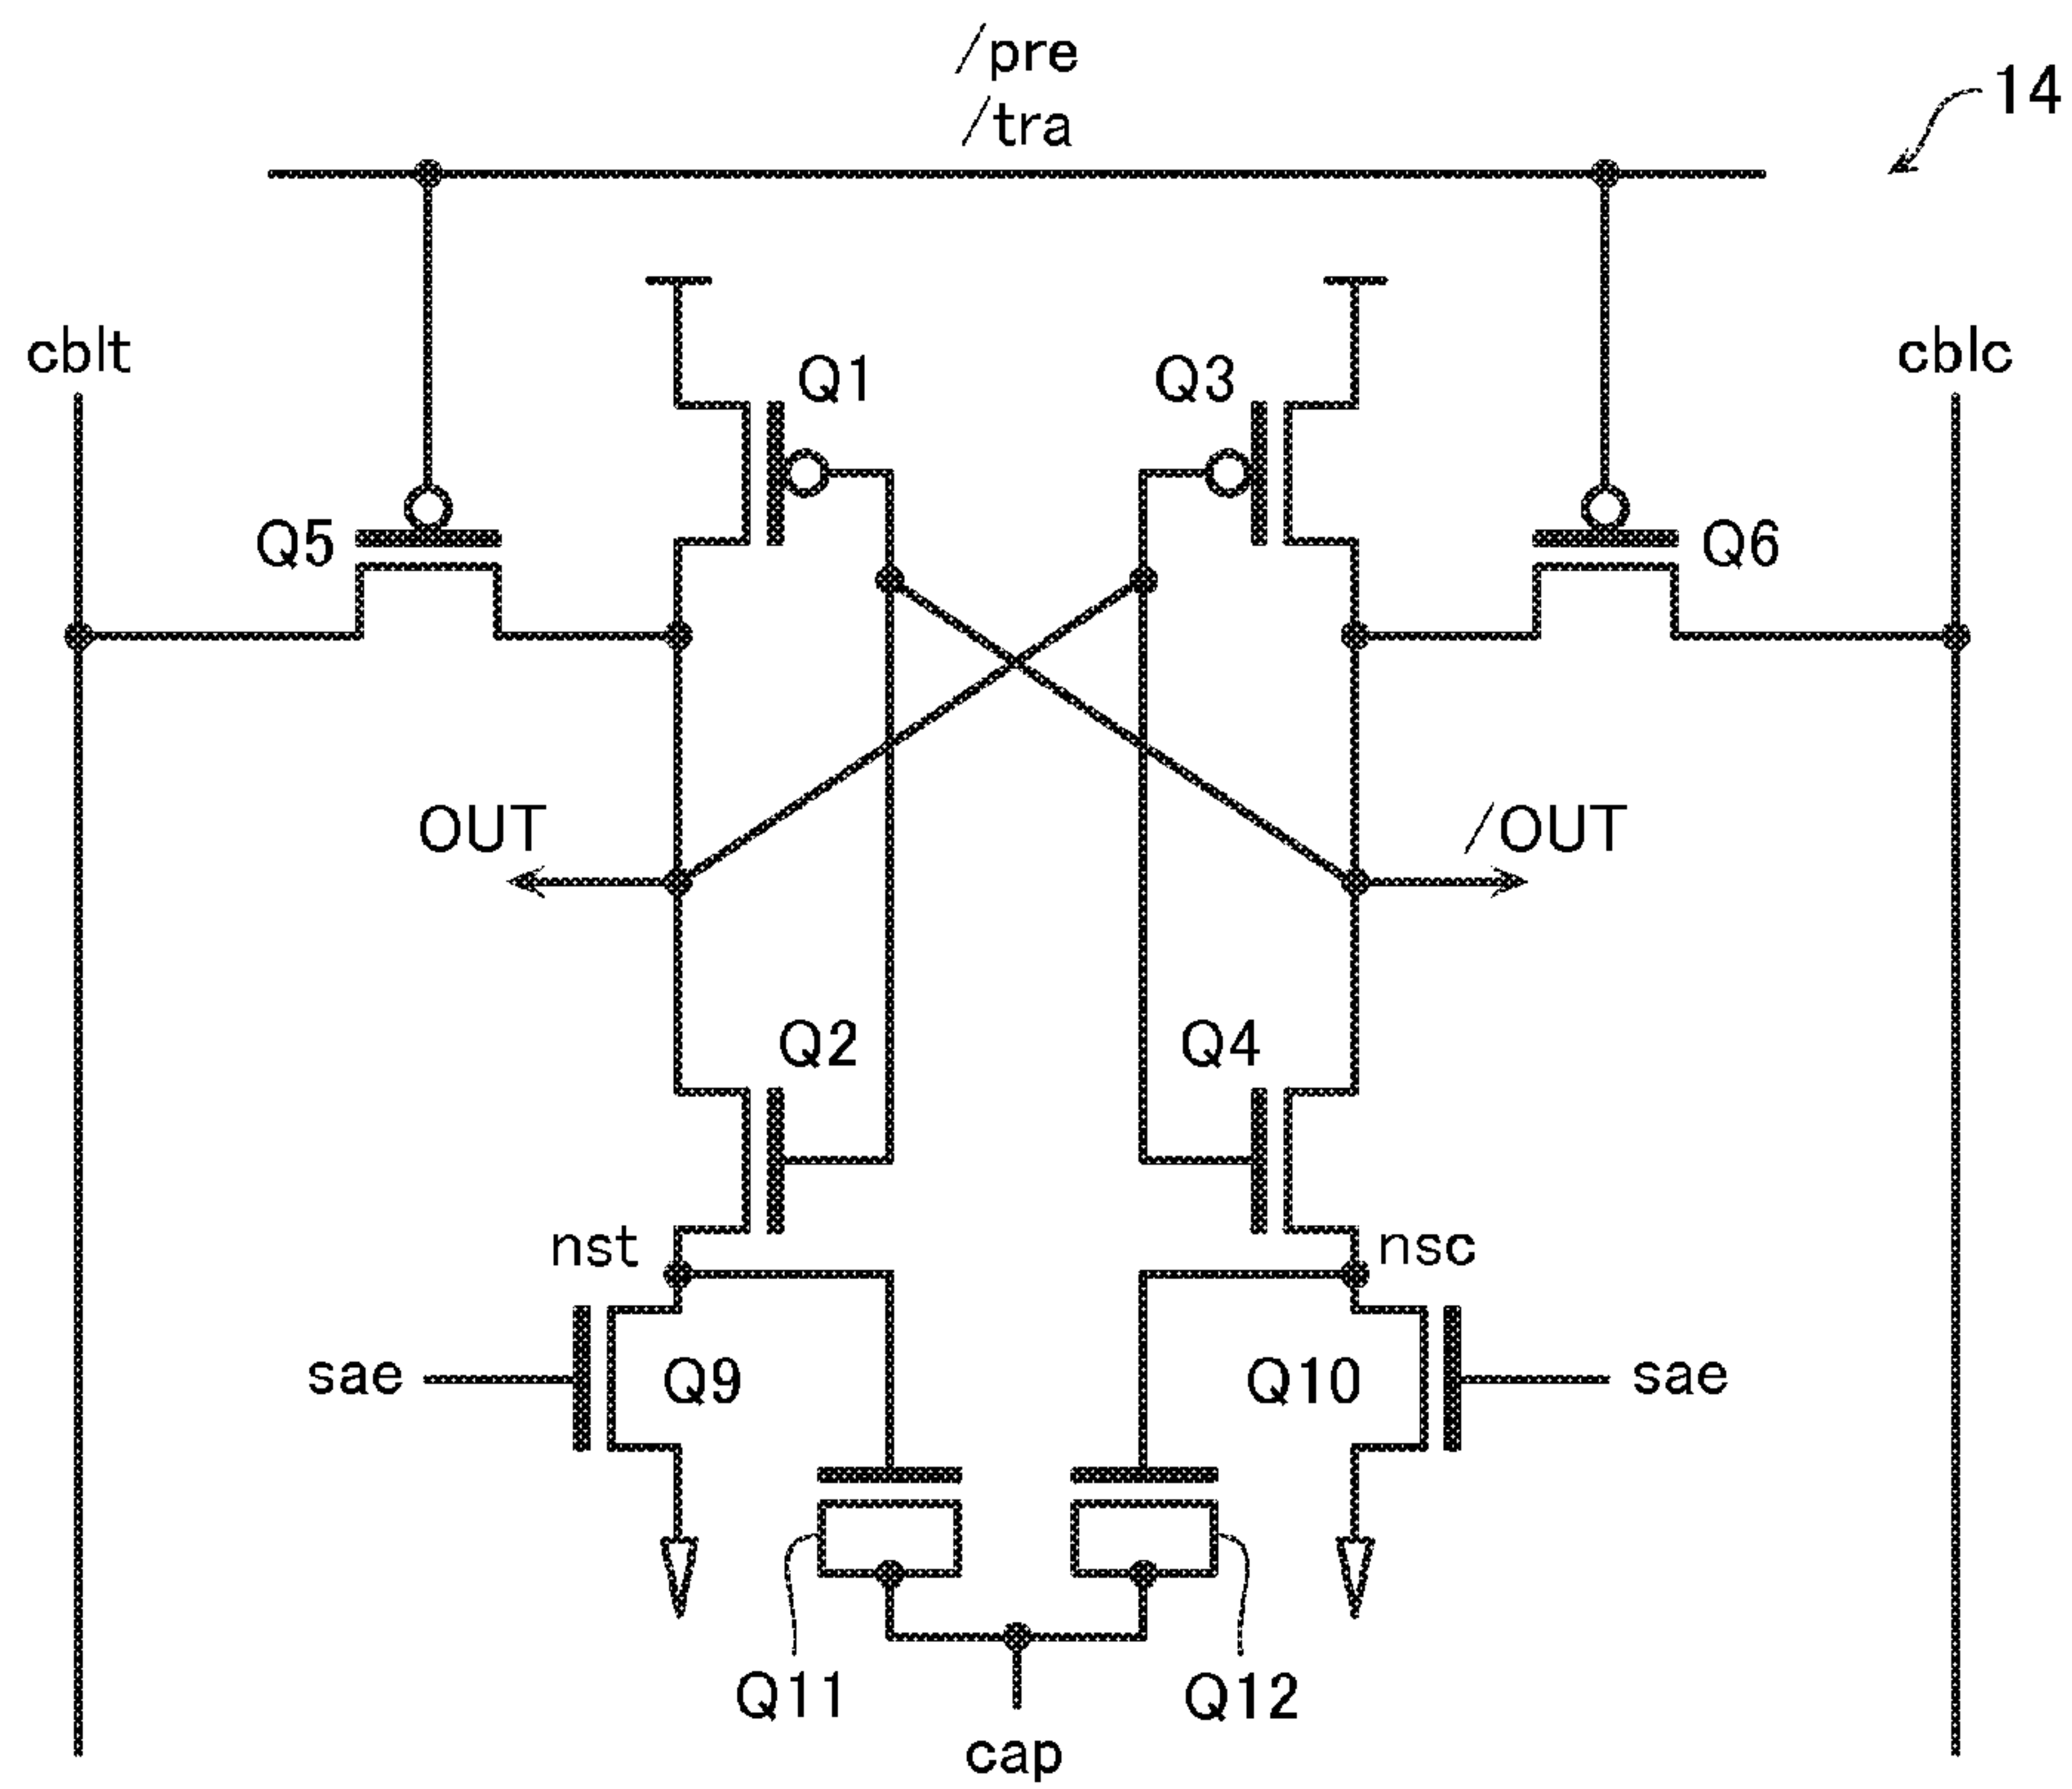 /pre
/tra
14
cblt
Q1
Q3
cblc
Q5
Q6
OUT
/OUT
Q2
Q4
nst
nsc
sae
Q9
Q10
sae
Q11
Q12
cap